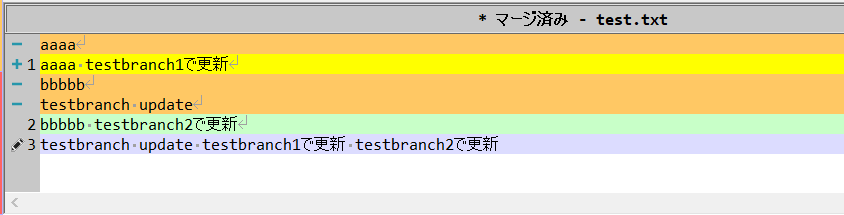 * マージ済み - test.txt
aaaa
1 aaaa testbranch1で更新
bbbbb
testbranch update
2 bbbbb testbranch2で更新
3 testbranch update testbranch1で更新 testbranch2で更新